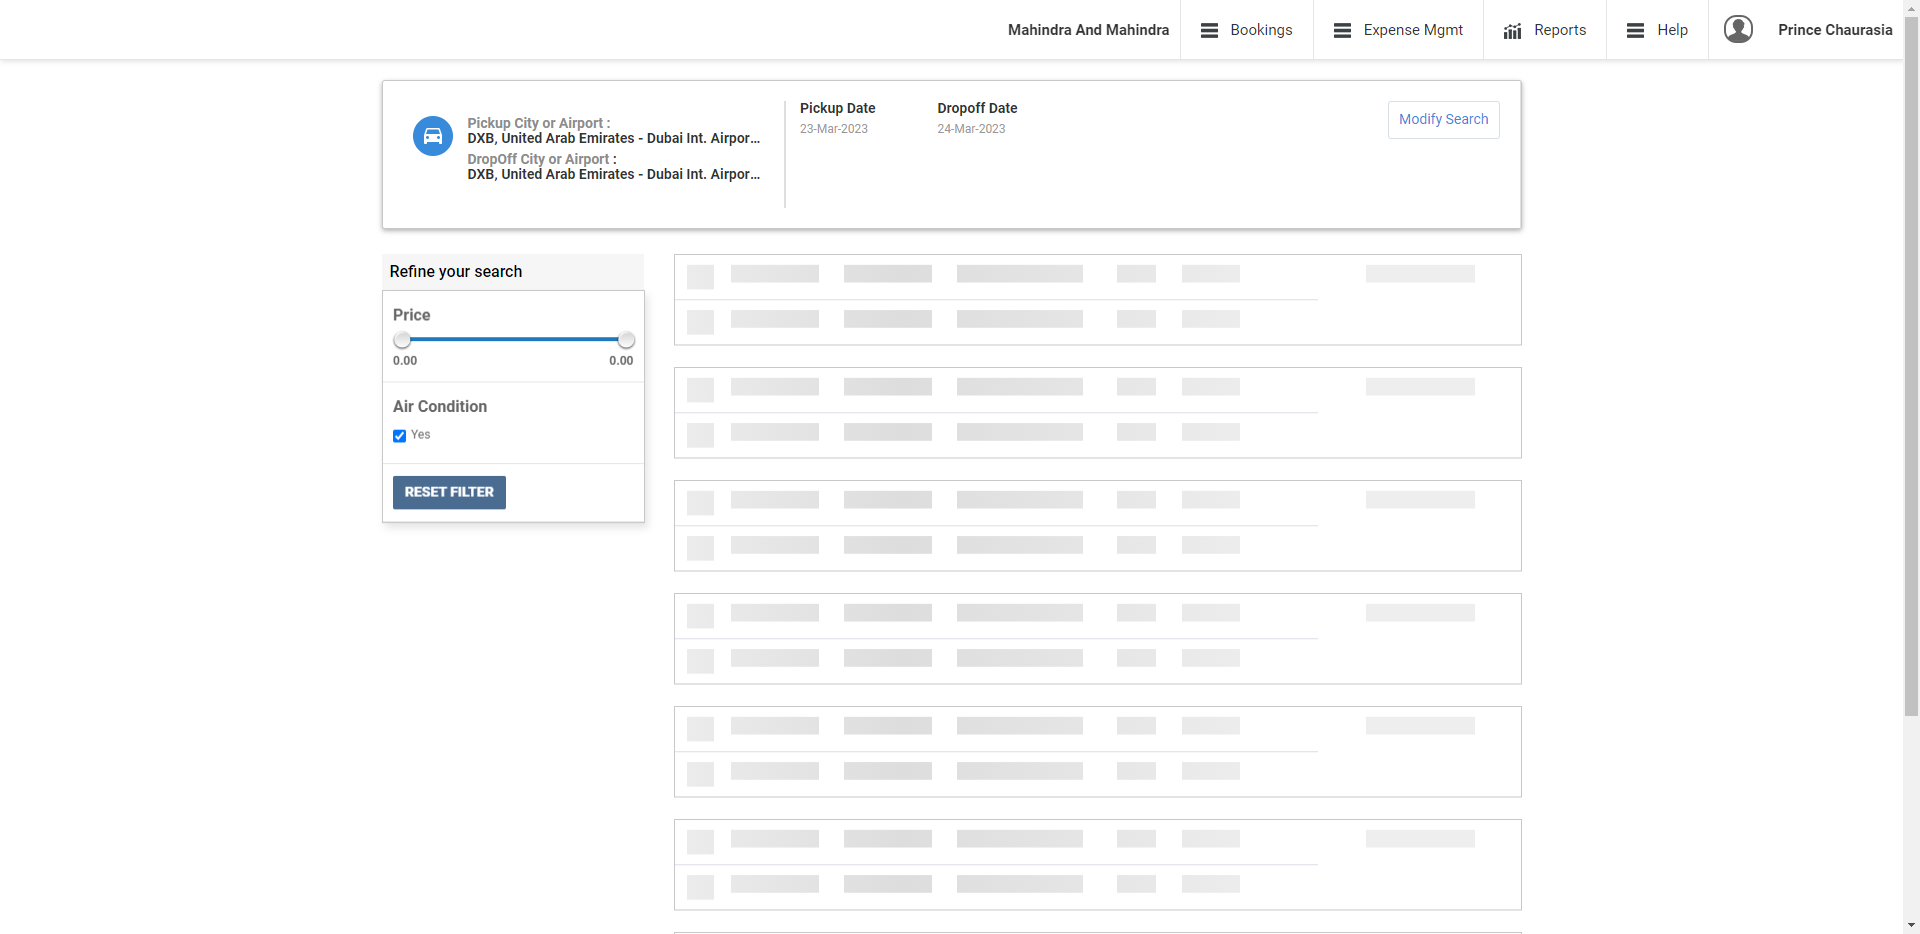 Mahindra And Mahindra
Bookings
Expense Mgmt
Reports
Help
Prince Chaurasia
Pickup City or Airport :
DXB, United Arab Emirates - Dubai Int. Airpor...
DropOff City or Airport :
DXB, United Arab Emirates - Dubai Int. Airpor...
Pickup Date
23-Mar-2023
Dropoff Date
24-Mar-2023
Modify Search
Refine your search
Price
0.00 0.00
Air Condition
Yes
RESET FILTER